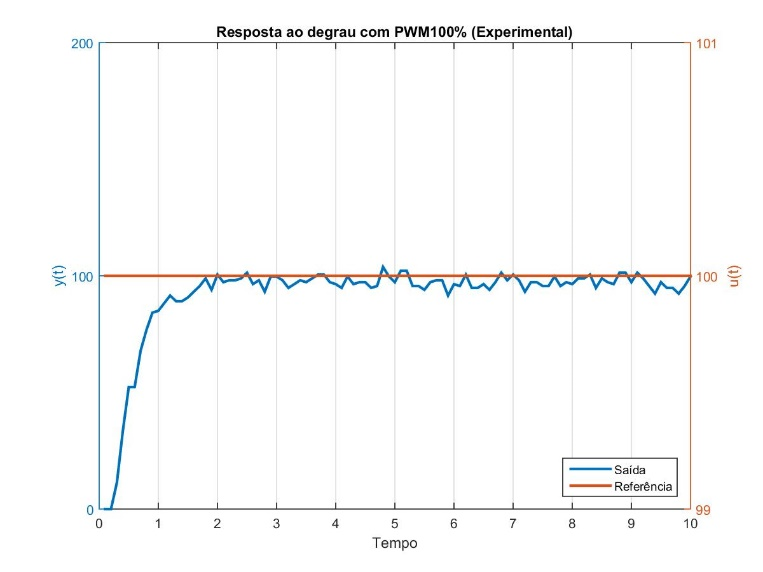 Resposta ao degrau com PWM100% (Experimental)
200
101
y(t)
100
100
u(t)
Saída
Referência
0
99
0 1 2 3 4 5 6 7 8 9 10
Tempo